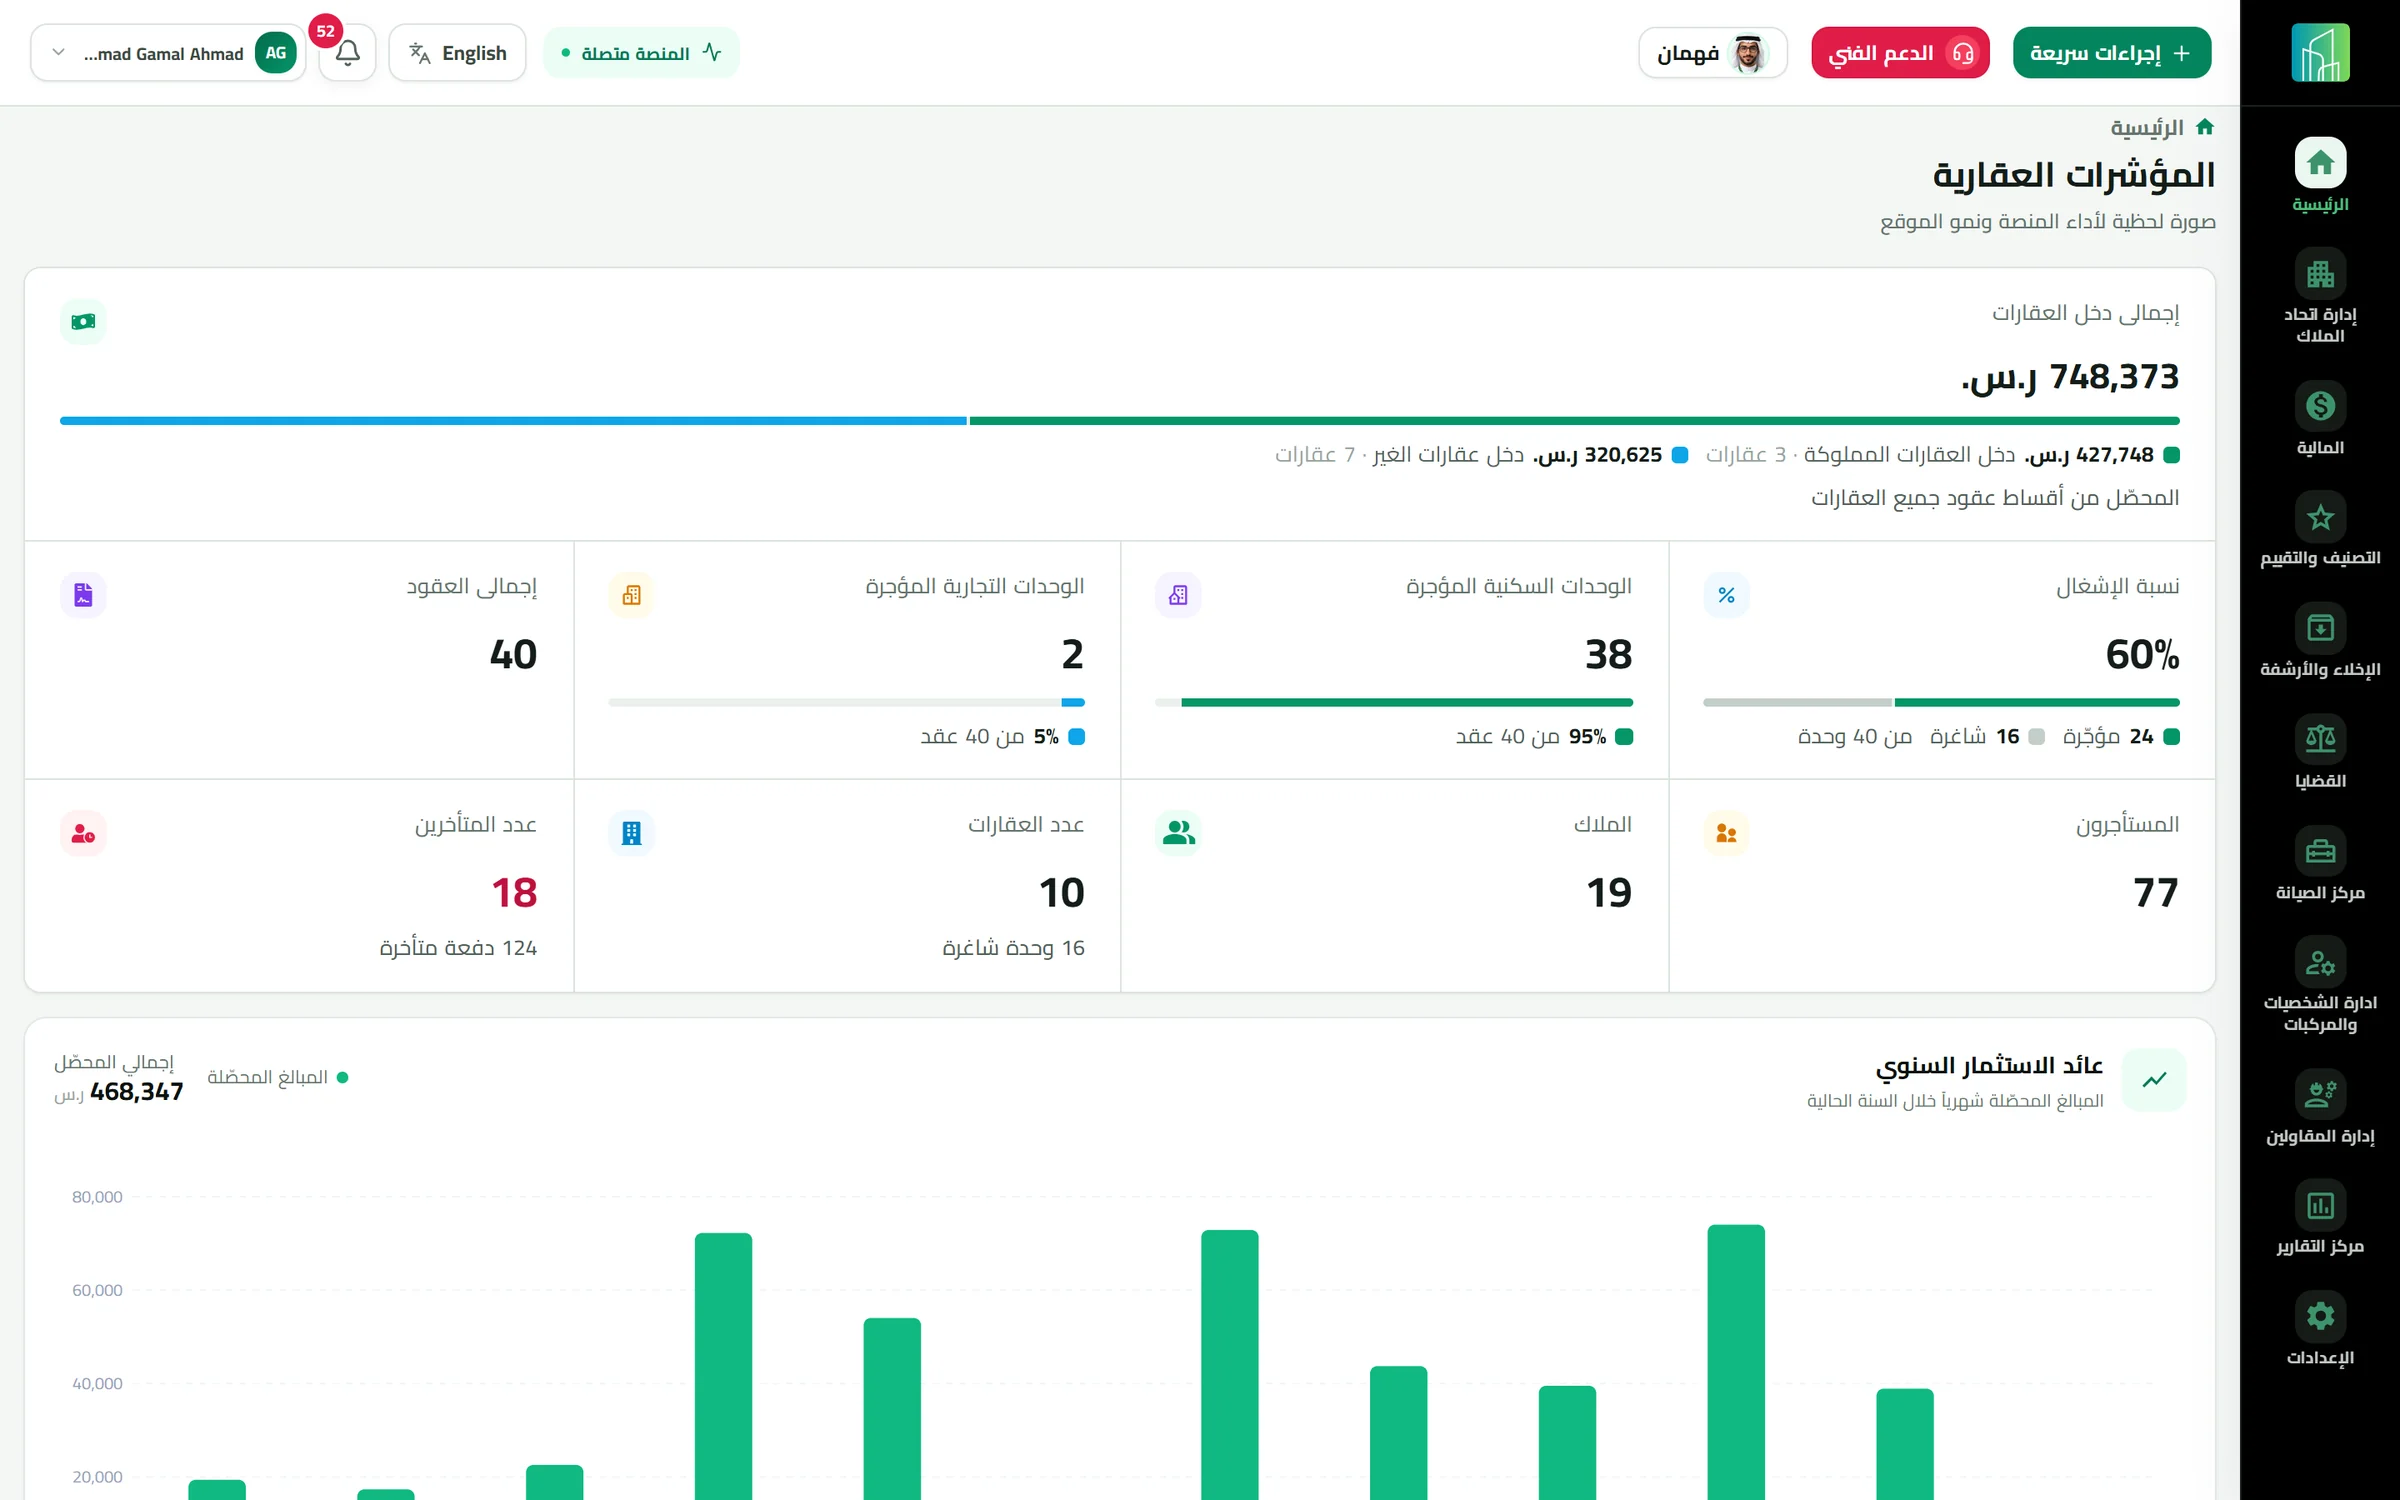 إجراءات سريعة
الدعم الفني
فهمان
المنصة متصلة
English
52
AG
...mad Gamal Ahmad
الرئيسية
إدارة اتحاد
الملاك
المالية
التصنيف والتقييم
الإخلاء والأرشفة
القضايا
مركز الصيانة
ادارة الشخصيات
والمركبات
إدارة المقاولين
مركز التقارير
الإعدادات
الرئيسية
المؤشرات العقارية
صورة لحظية لأداء المنصة ونمو الموقع
إجمالى دخل العقارات
748,373 ر.س.
427,748 ر.س. دخل العقارات المملوكة · 3 عقارات
320,625 ر.س. دخل عقارات الغير · 7 عقارات
المحصّل من أقساط عقود جميع العقارات
نسبة الإشغال
60%
24 مؤجّرة 16 شاغرة من 40 وحدة
الوحدات السكنية المؤجرة
38
95% من 40 عقد
الوحدات التجارية المؤجرة
2
5% من 40 عقد
إجمالى العقود
40
المستأجرون
77
الملاك
19
عدد العقارات
10
16 وحدة شاغرة
عدد المتأخرين
18
124 دفعة متأخرة
عائد الاستثمار السنوي
المبالغ المحصّلة شهرياً خلال السنة الحالية
المبالغ المحصّلة
إجمالي المحصّل
468,347 ر.س
80,000
60,000
40,000
20,000